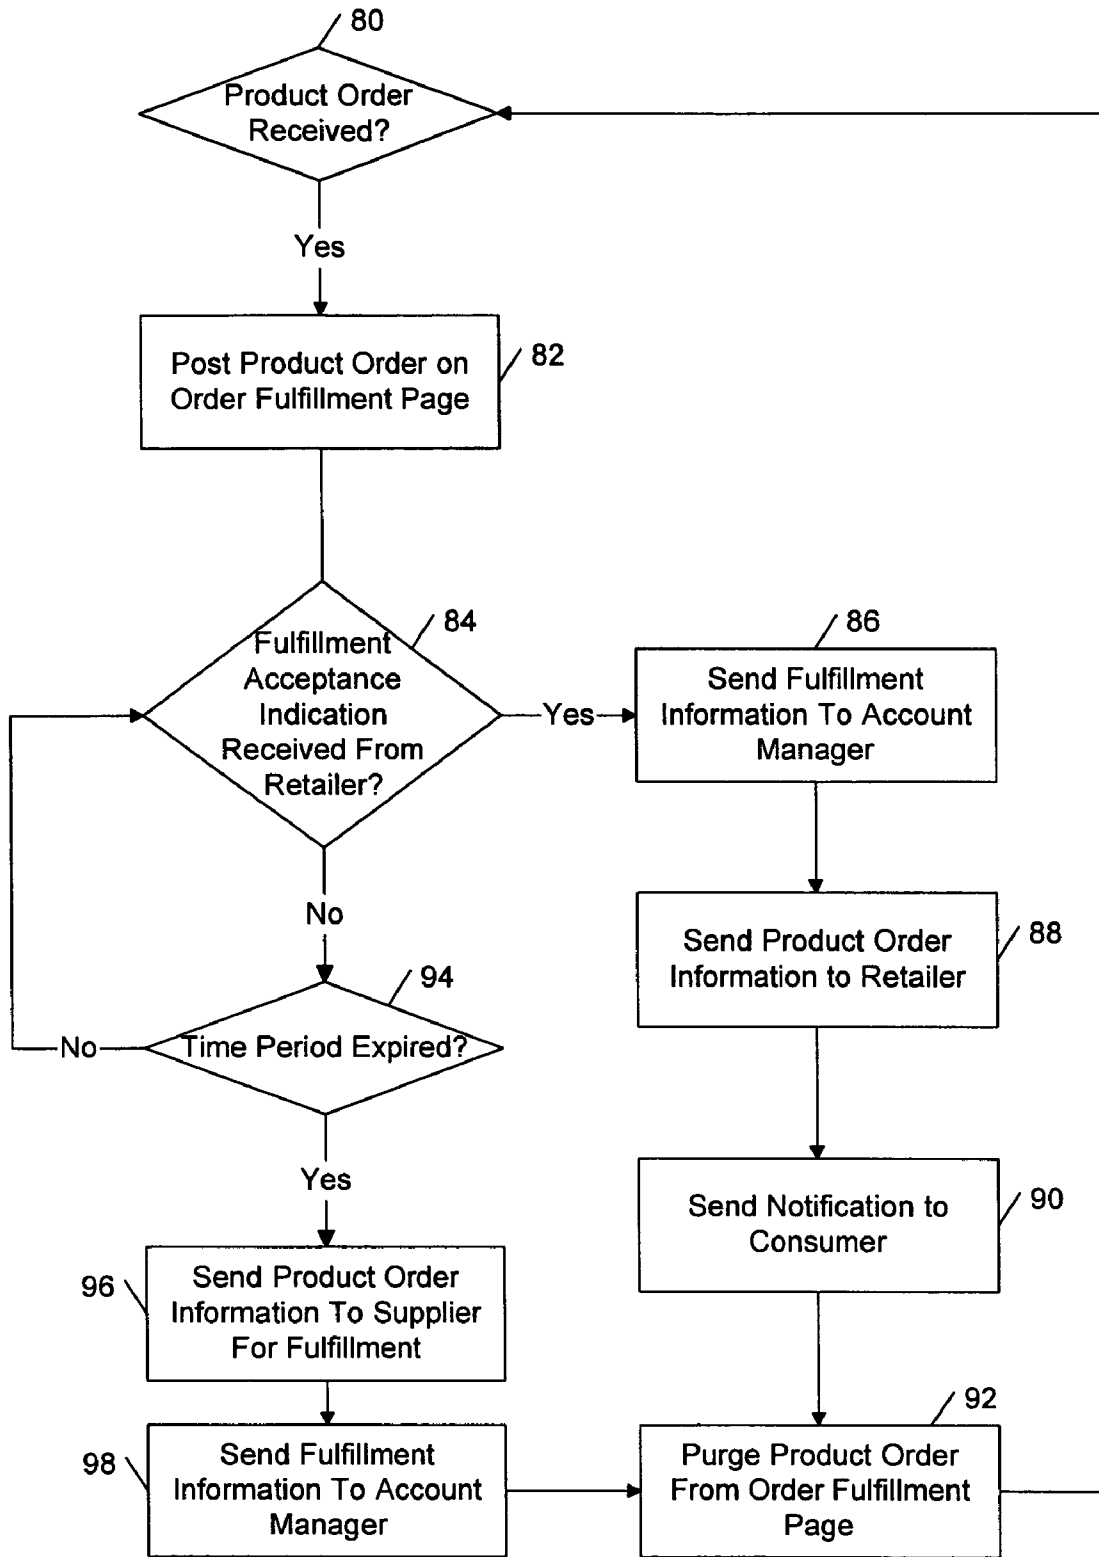 80
Product Order
Received?
Yes
Post Product Order on
Order Fulfillment Page
82
84
Fulfillment
Acceptance
Indication
Received From
Retailer?
Yes
86
Send Fulfillment
Information To Account
Manager
88
Send Product Order
Information to Retailer
No
94
Time Period Expired?
No
Yes
90
Send Notification to
Consumer
96
Send Product Order
Information To Supplier
For Fulfillment
98
Send Fulfillment
Information To Account
Manager
92
Purge Product Order
From Order Fulfillment
Page